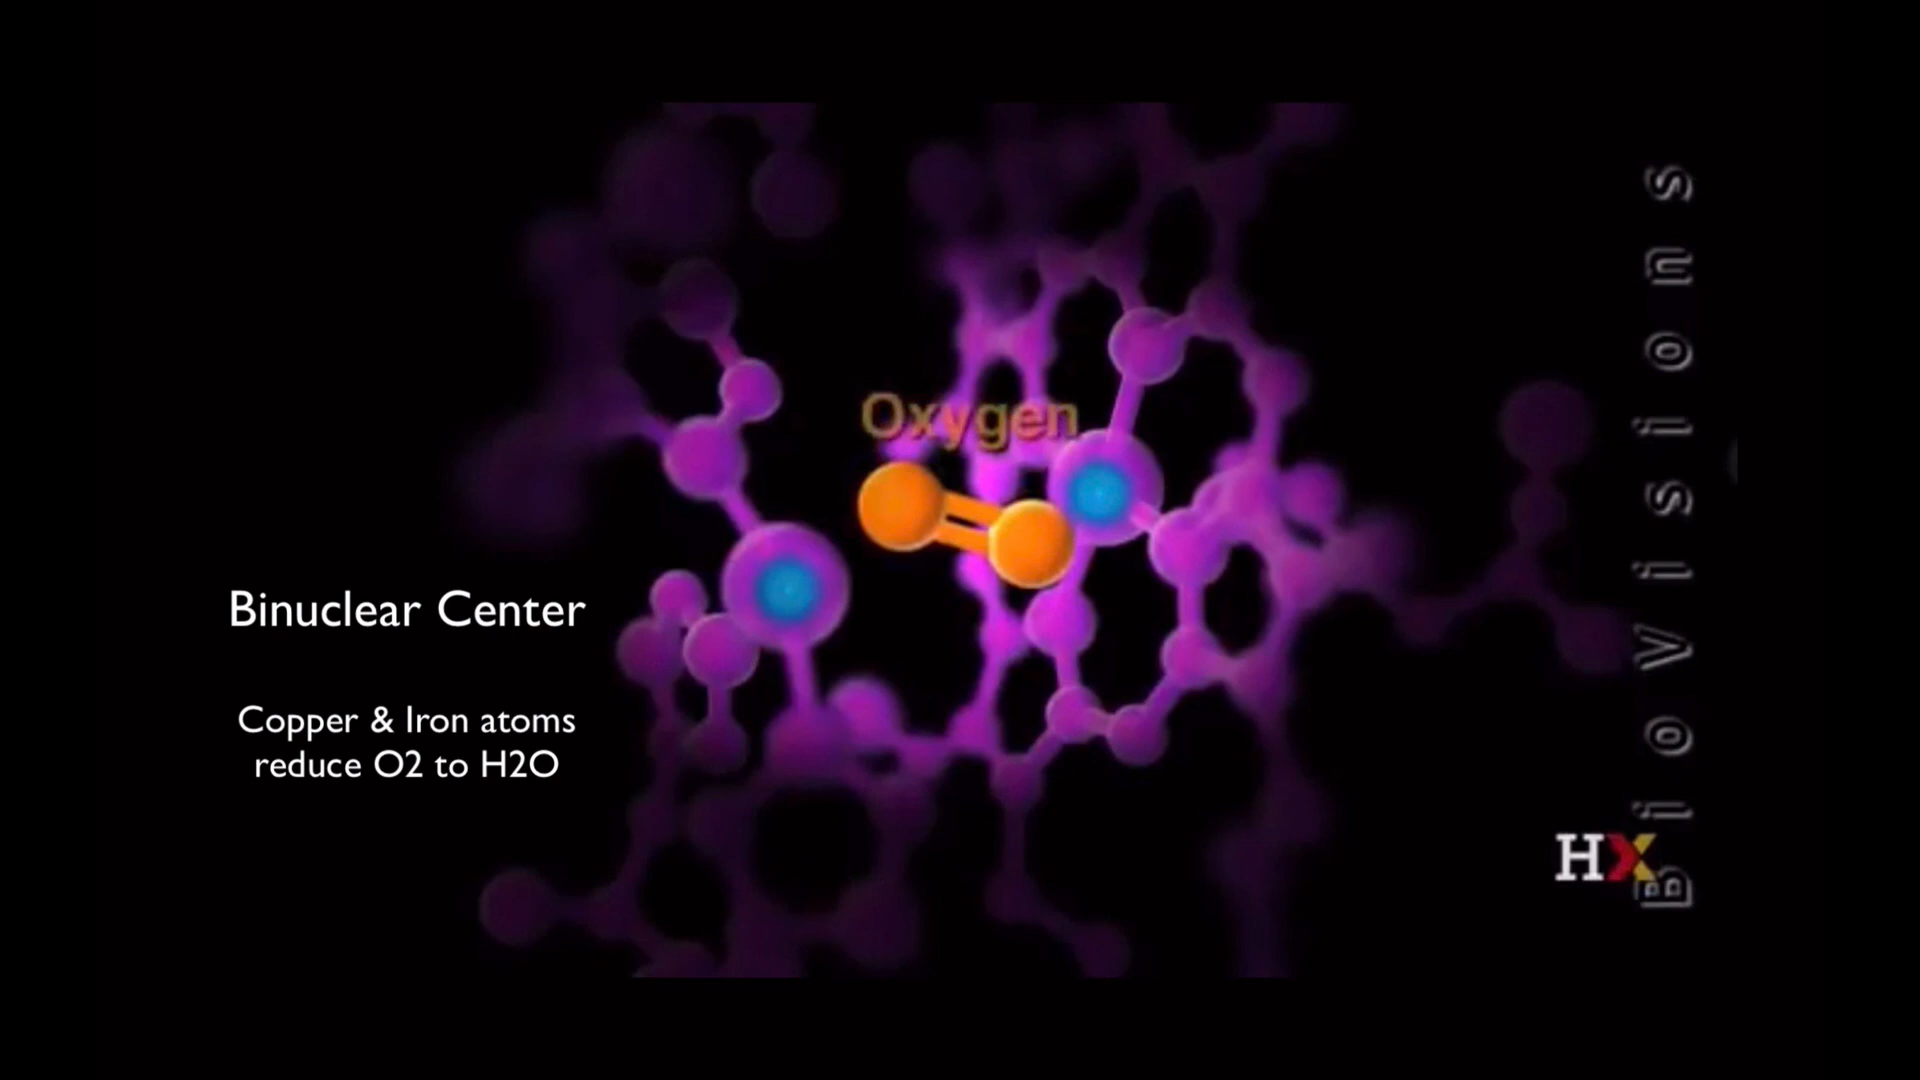 Oxygen
Binuclear Center
Copper & Iron atoms
reduce O2 to H2O
BioVisions
HX